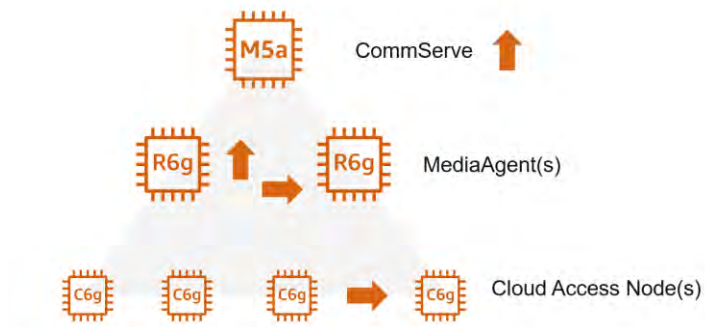 M5a CommServe
R6g R6g MediaAgent(s)
C6g C6g C6g C6g Cloud Access Node(s)